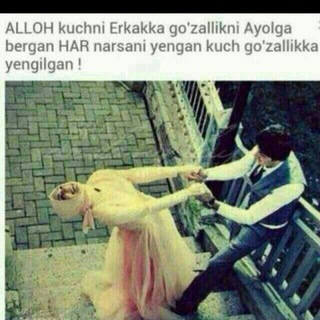 ALLOH kuchni Erkakka go'zallikni Ayolga
bergan HAR narsani yengan kuch go'zallikka
yengilgan !